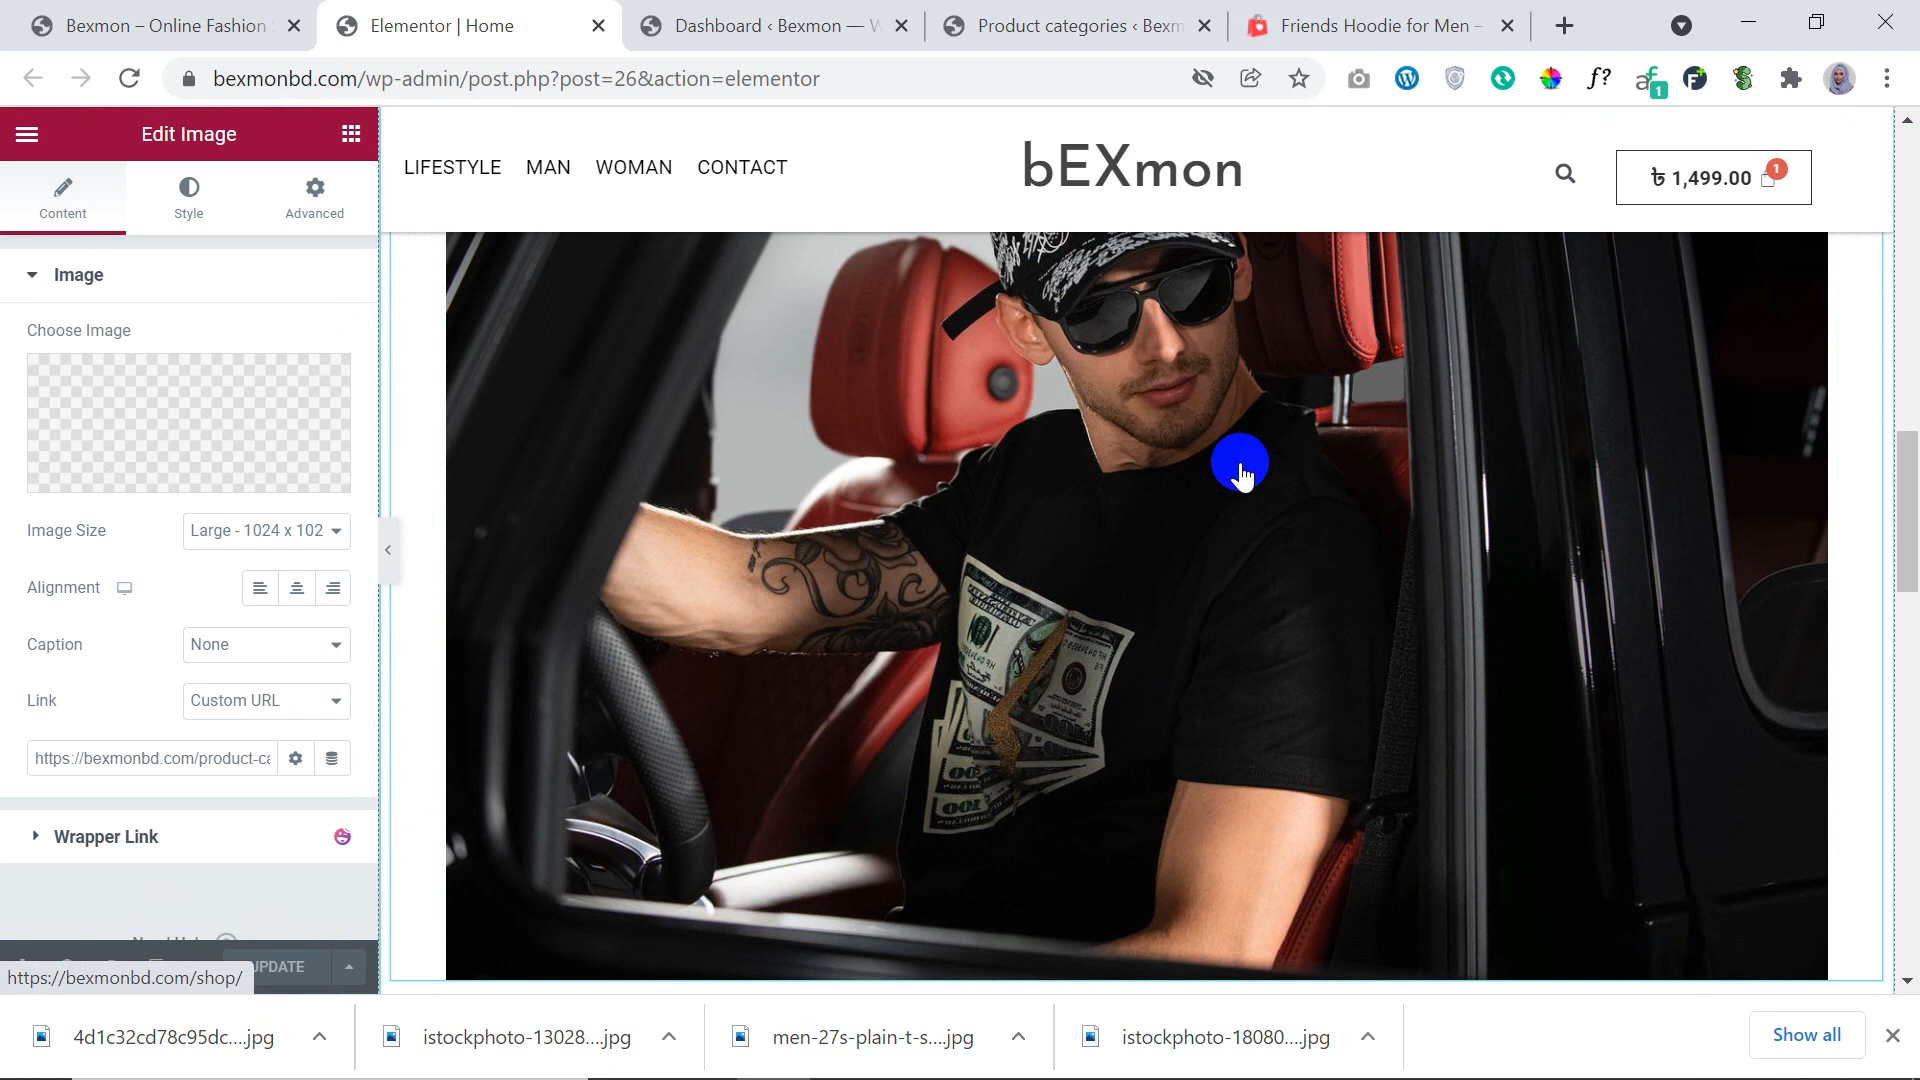 Bexmon – Online Fashion
Elementor | Home
Dashboard ‹ Bexmon —
Product categories ‹ Bexm
Friends Hoodie for Men –
bexmonbd.com/wp-admin/post.php?post=26&action=elementor
f?
1
Edit Image
Content
Style
Advanced
LIFESTYLE MAN WOMAN CONTACT
bEXmon
৳ 1,499.00
1
Image
Choose Image
Image Size
Large - 1024 x 102
Alignment
Caption
None
Link
Custom URL
https://bexmonbd.com/product-ca
Wrapper Link
UPDATE
https://bexmonbd.com/shop/
100
4d1c32cd78c95dc....jpg
istockphoto-13028....jpg
men-27s-plain-t-s....jpg
istockphoto-18080....jpg
Show all